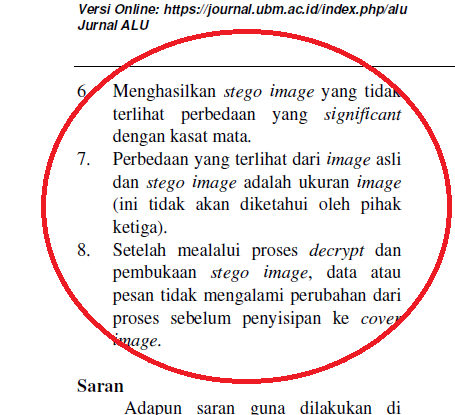 Versi Online: https://journal.ubm.ac.id/index.php/alu
Jurnal ALU
6. Menghasilkan stego image yang tidak
terlihat perbedaan yang significant
dengan kasat mata.
7. Perbedaan yang terlihat dari image asli
dan stego image adalah ukuran image
(ini tidak akan diketahui oleh pihak
ketiga).
8. Setelah mealalui proses decrypt dan
pembukaan stego image, data atau
pesan tidak mengalami perubahan dari
proses sebelum penyisipan ke cover
image.
Saran
Adapun saran guna dilakukan di